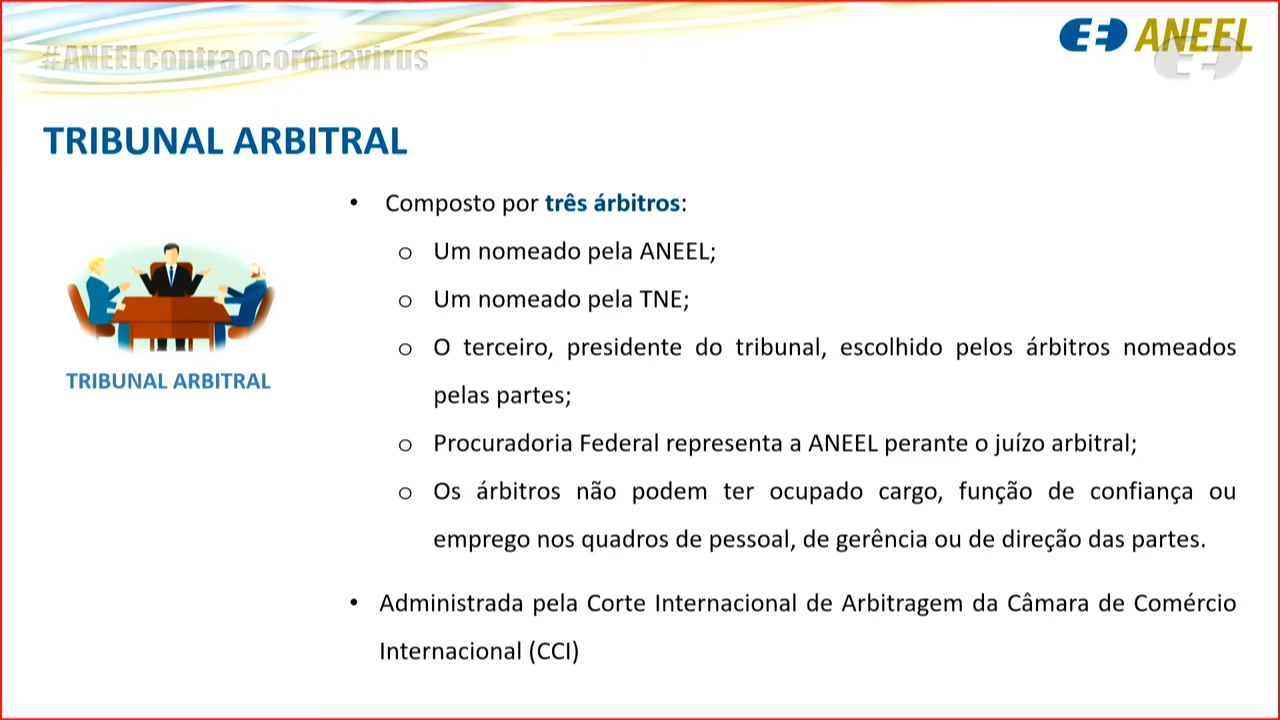 #ANEELcontraocoronavirus
ANEEL
TRIBUNAL ARBITRAL
• Composto por três árbitros:
o Um nomeado pela ANEEL;
o Um nomeado pela TNE;
o O terceiro, presidente do tribunal, escolhido pelos árbitros nomeados
pelas partes;
o Procuradoria Federal representa a ANEEL perante o juízo arbitral;
o Os árbitros não podem ter ocupado cargo, função de confiança ou
emprego nos quadros de pessoal, de gerência ou de direção das partes.
TRIBUNAL ARBITRAL
• Administrada pela Corte Internacional de Arbitragem da Câmara de Comércio
Internacional (CCI)